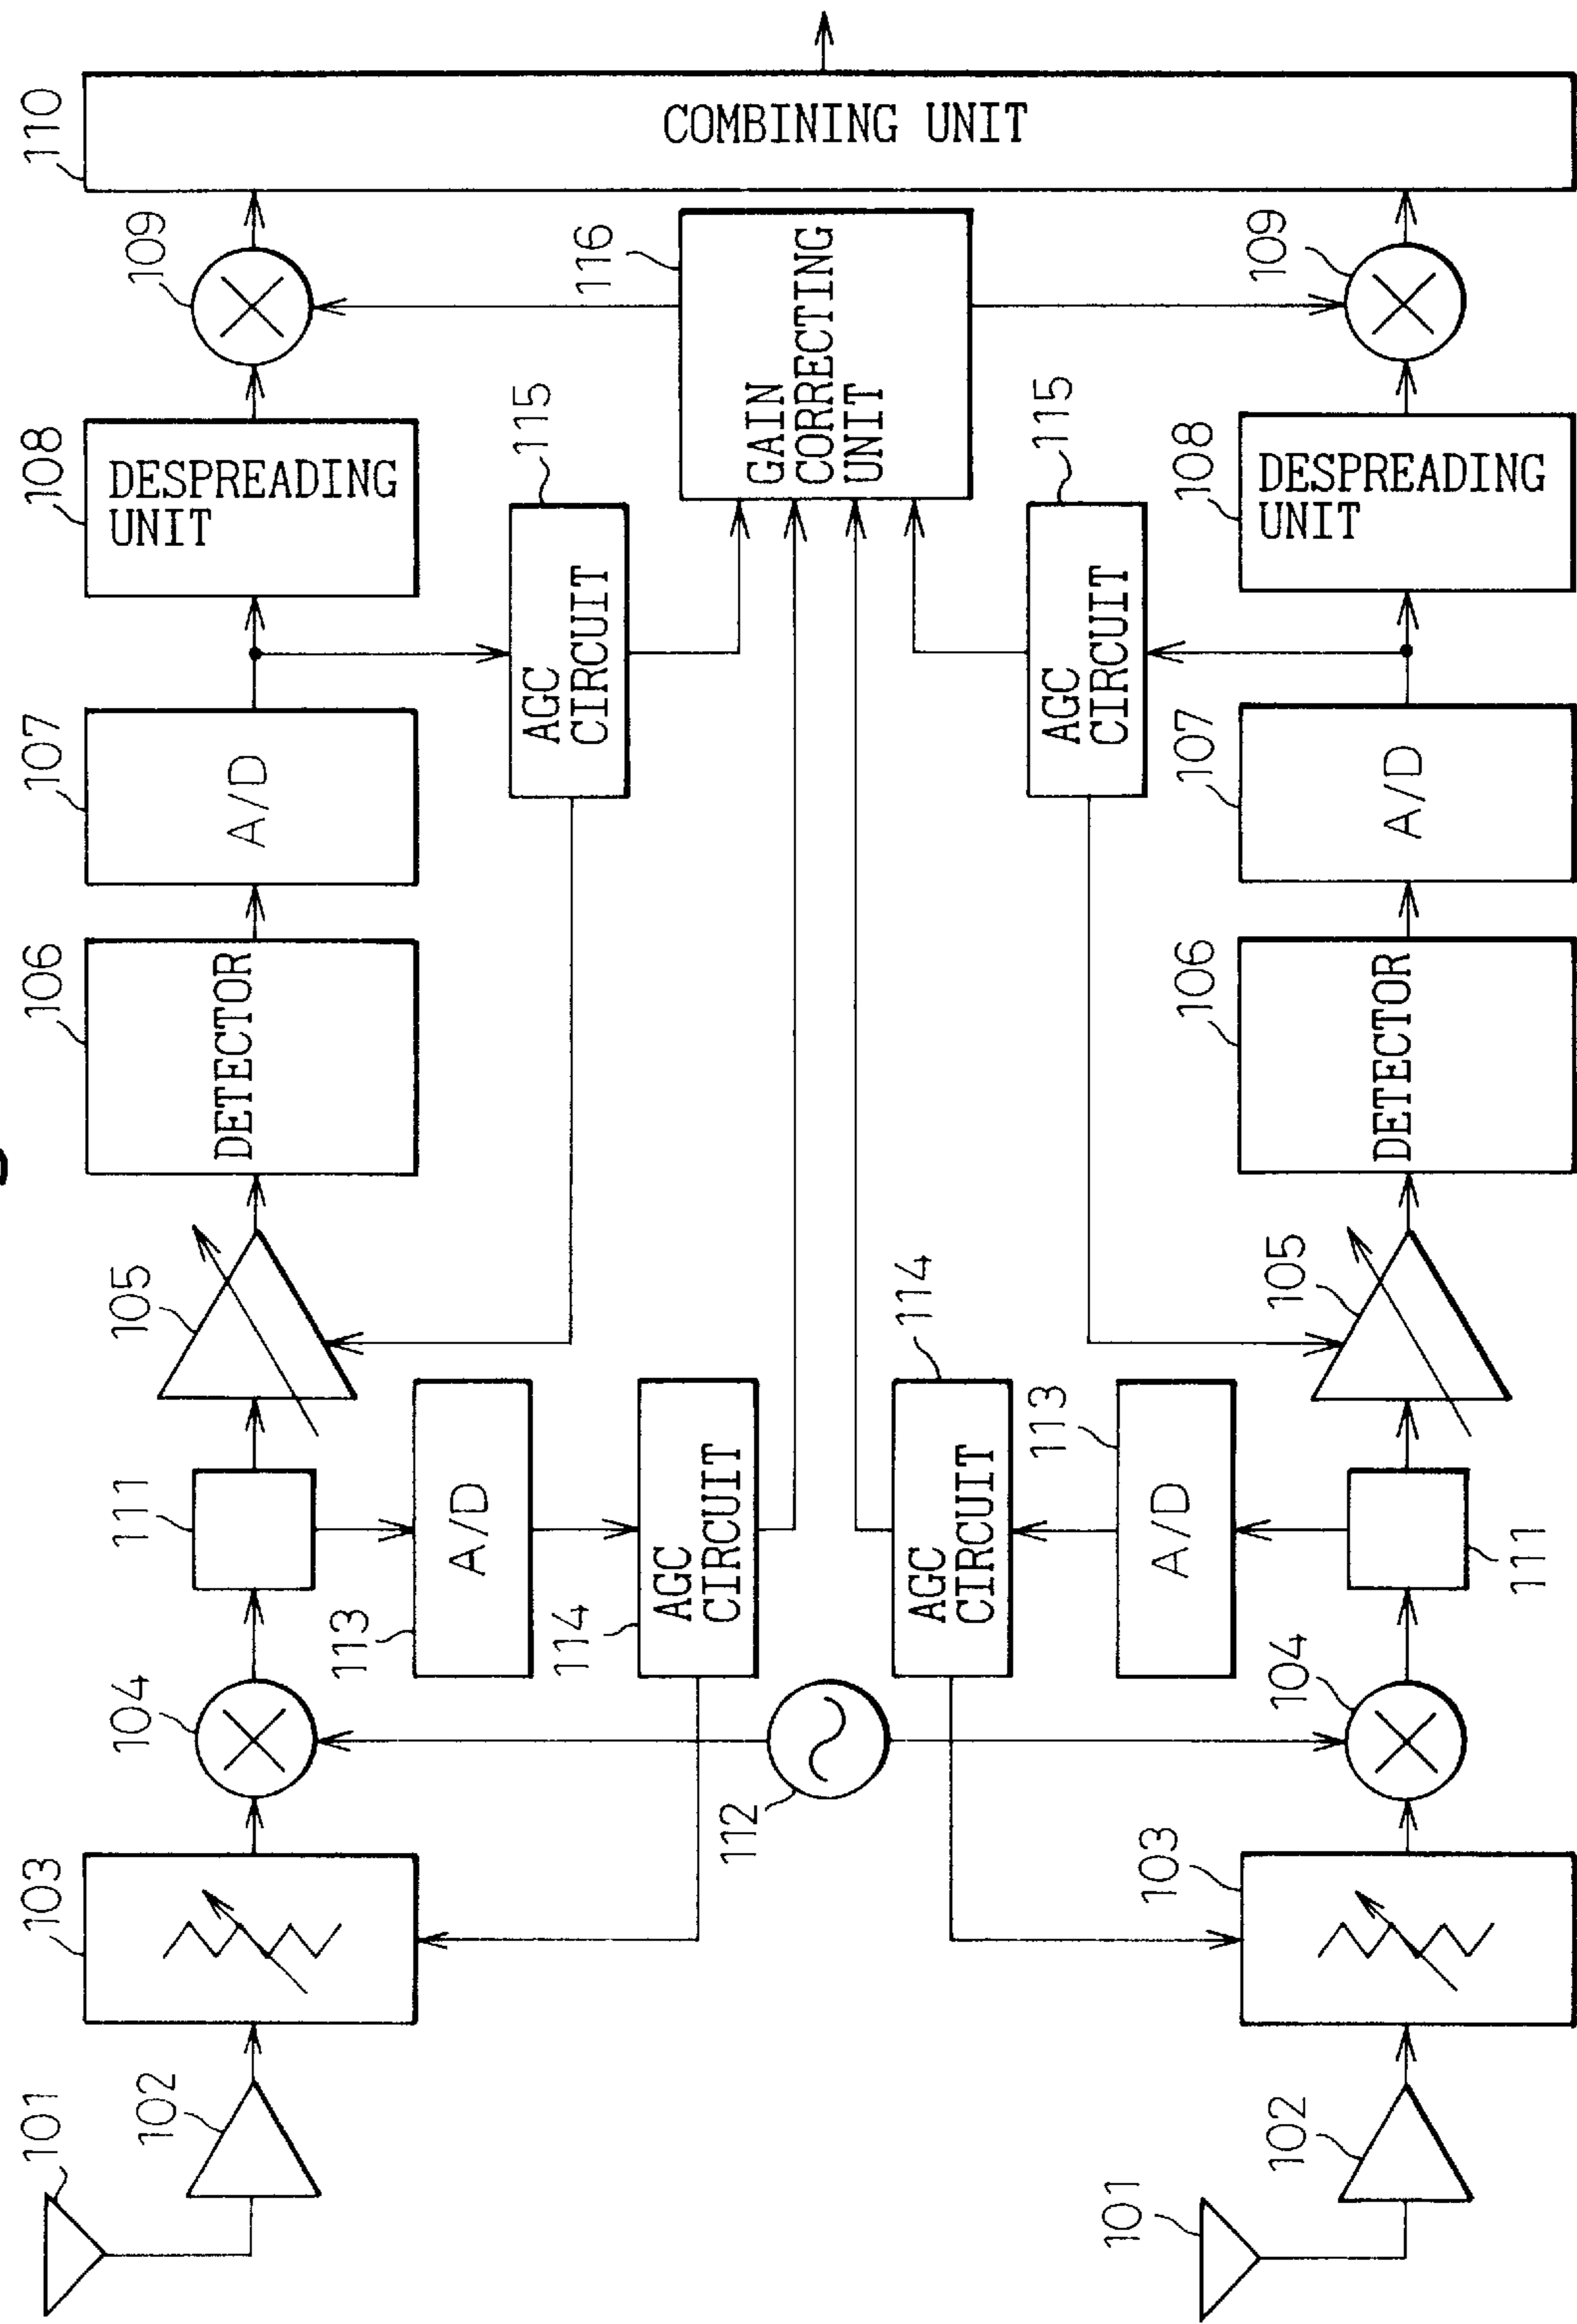 110
COMBINING UNIT
109
116
109
GAIN
CORRECTING
UNIT
108
DESPREADING
UNIT
115
115
108
DESPREADING
UNIT
AGC
CIRCUIT
AGC
CIRCUIT
107
A/D
107
A/D
106
DETECTOR
106
DETECTOR
105
114
105
111
113
A/D
114
AGC
CIRCUIT
AGC
CIRCUIT
113
A/D
111
104
112
104
103
103
102
102
101
101